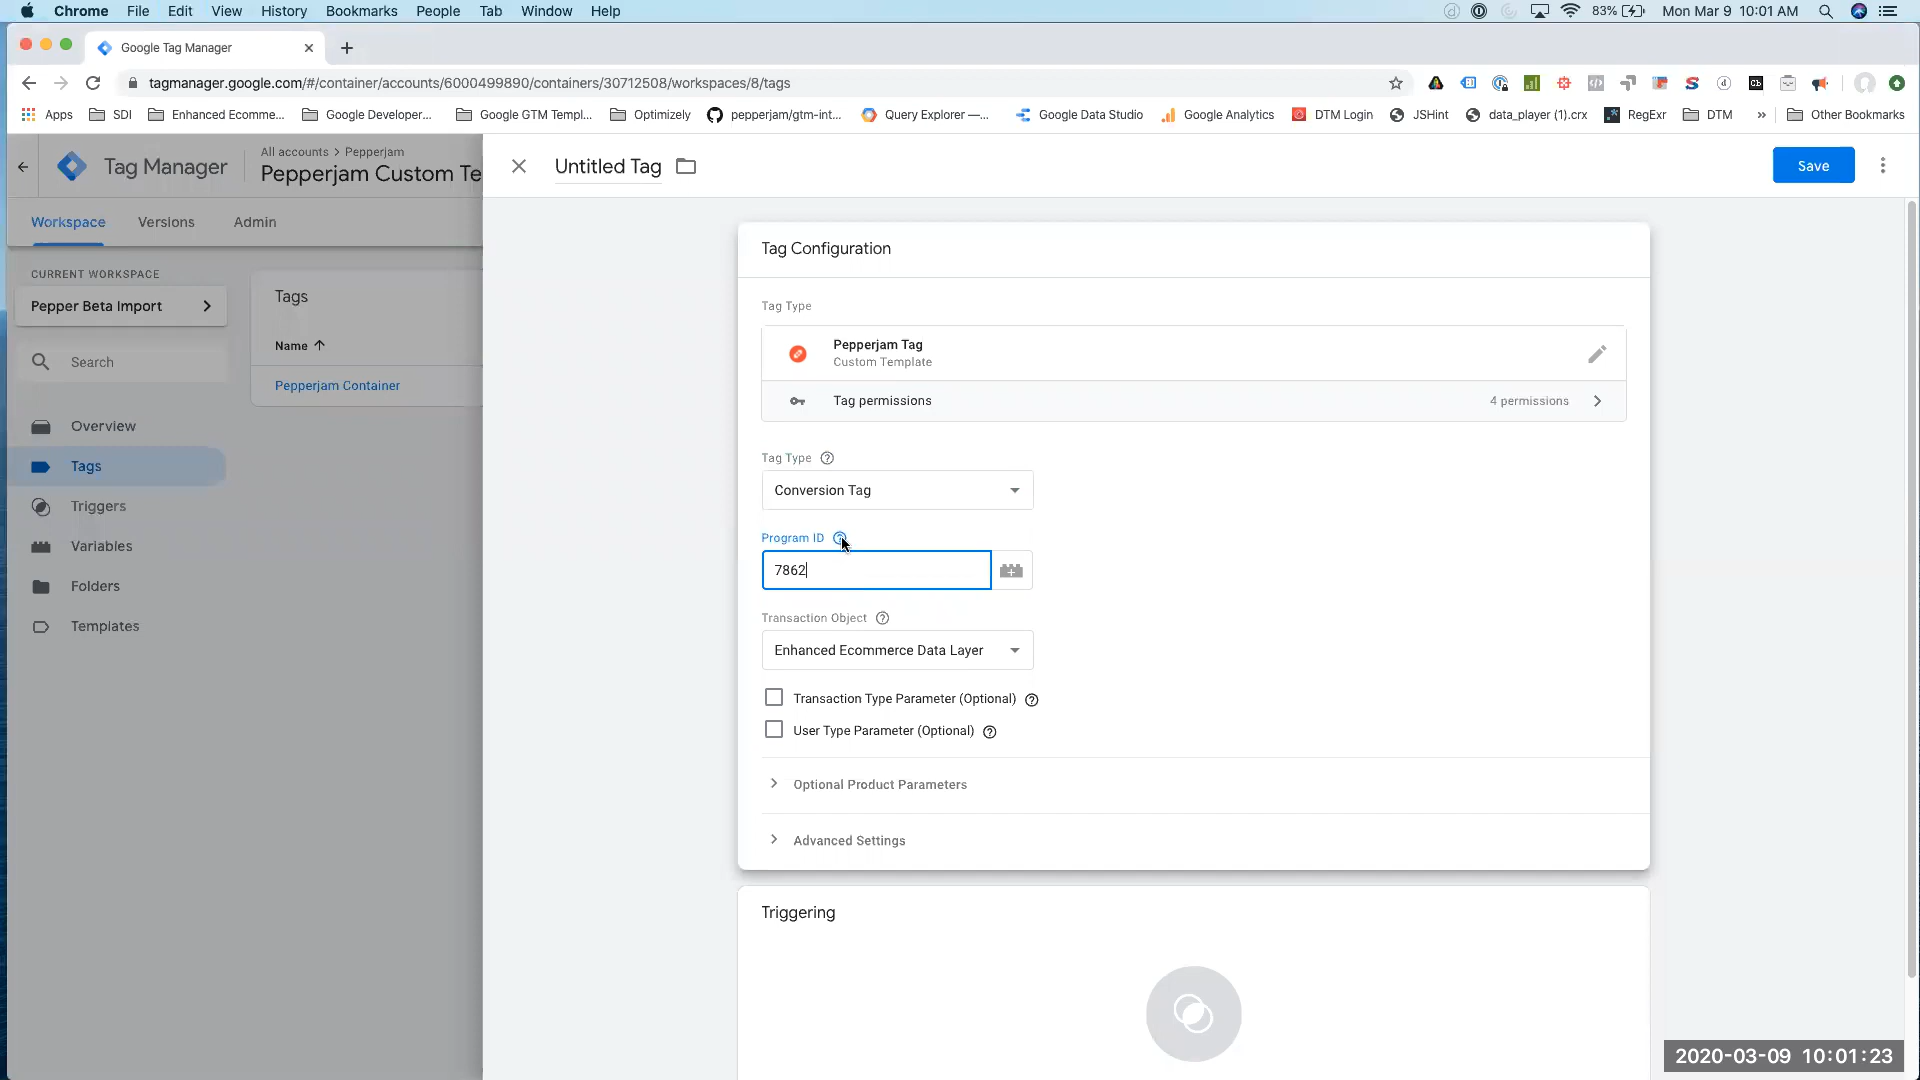 Chrome File Edit View History Bookmarks People Tab Window Help 83% Mon Mar 9 10:01 AM
Google Tag Manager
tagmanager.google.com/#/container/accounts/6000499890/containers/30712508/workspaces/8/tags
Apps SDI Enhanced Ecomme... Google Developer... Google GTM Templ... Optimizely pepperjam/gtm-int... Query Explorer —... Google Data Studio Google Analytics DTM Login JSHint data_player (1).crx RegExr DTM » Other Bookmarks
All accounts > Pepperjam
Tag Manager
Pepperjam Custom Te
Untitled Tag
Save
Workspace Versions Admin
CURRENT WORKSPACE
Pepper Beta Import
Search
Overview
Tags
Triggers
Variables
Folders
Templates
Tags
Name
Pepperjam Container
Tag Configuration
Tag Type
Pepperjam Tag
Custom Template
Tag permissions 4 permissions
Tag Type
Conversion Tag
Program ID
7862
Transaction Object
Enhanced Ecommerce Data Layer
Transaction Type Parameter (Optional)
User Type Parameter (Optional)
Optional Product Parameters
Advanced Settings
Triggering
2020-03-09 10:01:23